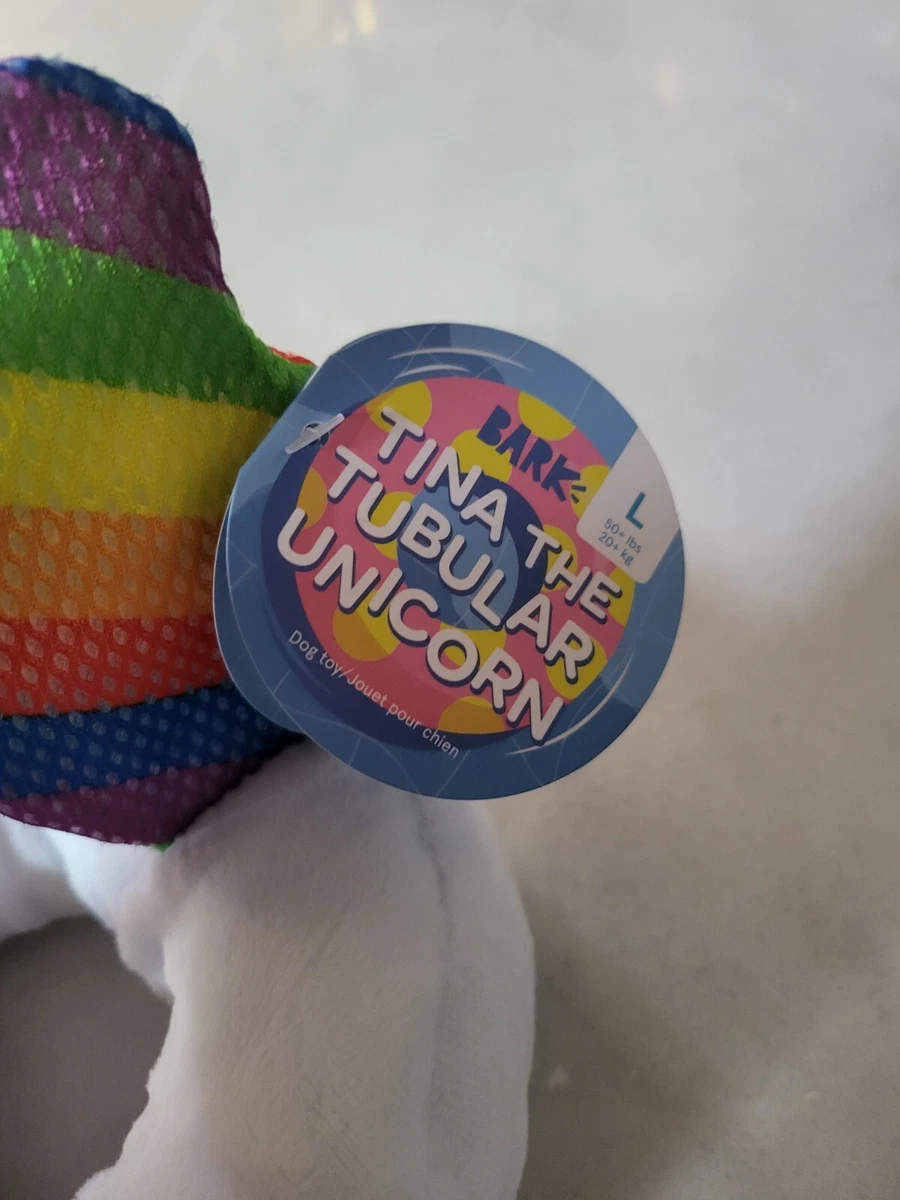 BARK
L
50+ lbs
20+ kg
TINA THE
TUBULAR
UNICORN
Dog toy/Jouet pour chien